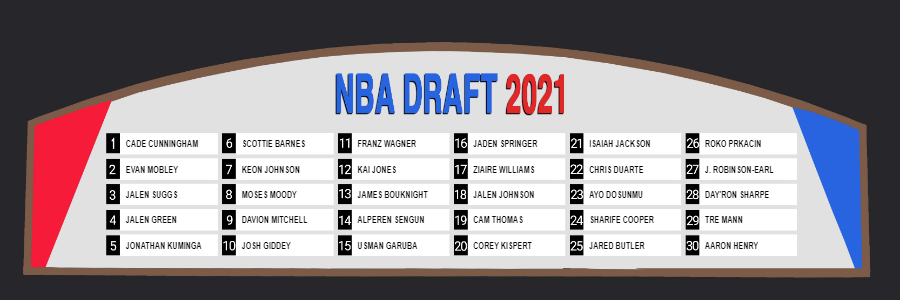 NBA DRAFT 2021
1 CADE CUNNINGHAM
2 EVAN MOBLEY
3 JALEN SUGGS
4 JALEN GREEN
5 JONATHAN KUMINGA
6 SCOTTIE BARNES
7 KEON JOHNSON
8 MOSES MOODY
9 DAVION MITCHELL
10 JOSH GIDDEY
11 FRANZ WAGNER
12 KAI JONES
13 JAMES BOUKNIGHT
14 ALPEREN SENGUN
15 USMAN GARUBA
16 JADEN SPRINGER
17 ZIAIRE WILLIAMS
18 JALEN JOHNSON
19 CAM THOMAS
20 COREY KISPERT
21 ISAIAH JACKSON
22 CHRIS DUARTE
23 AYO DOSUNMU
24 SHARIFE COOPER
25 JARED BUTLER
26 ROKO PRKACIN
27 J. ROBINSON-EARL
28 DAY'RON SHARPE
29 TRE MANN
30 AARON HENRY